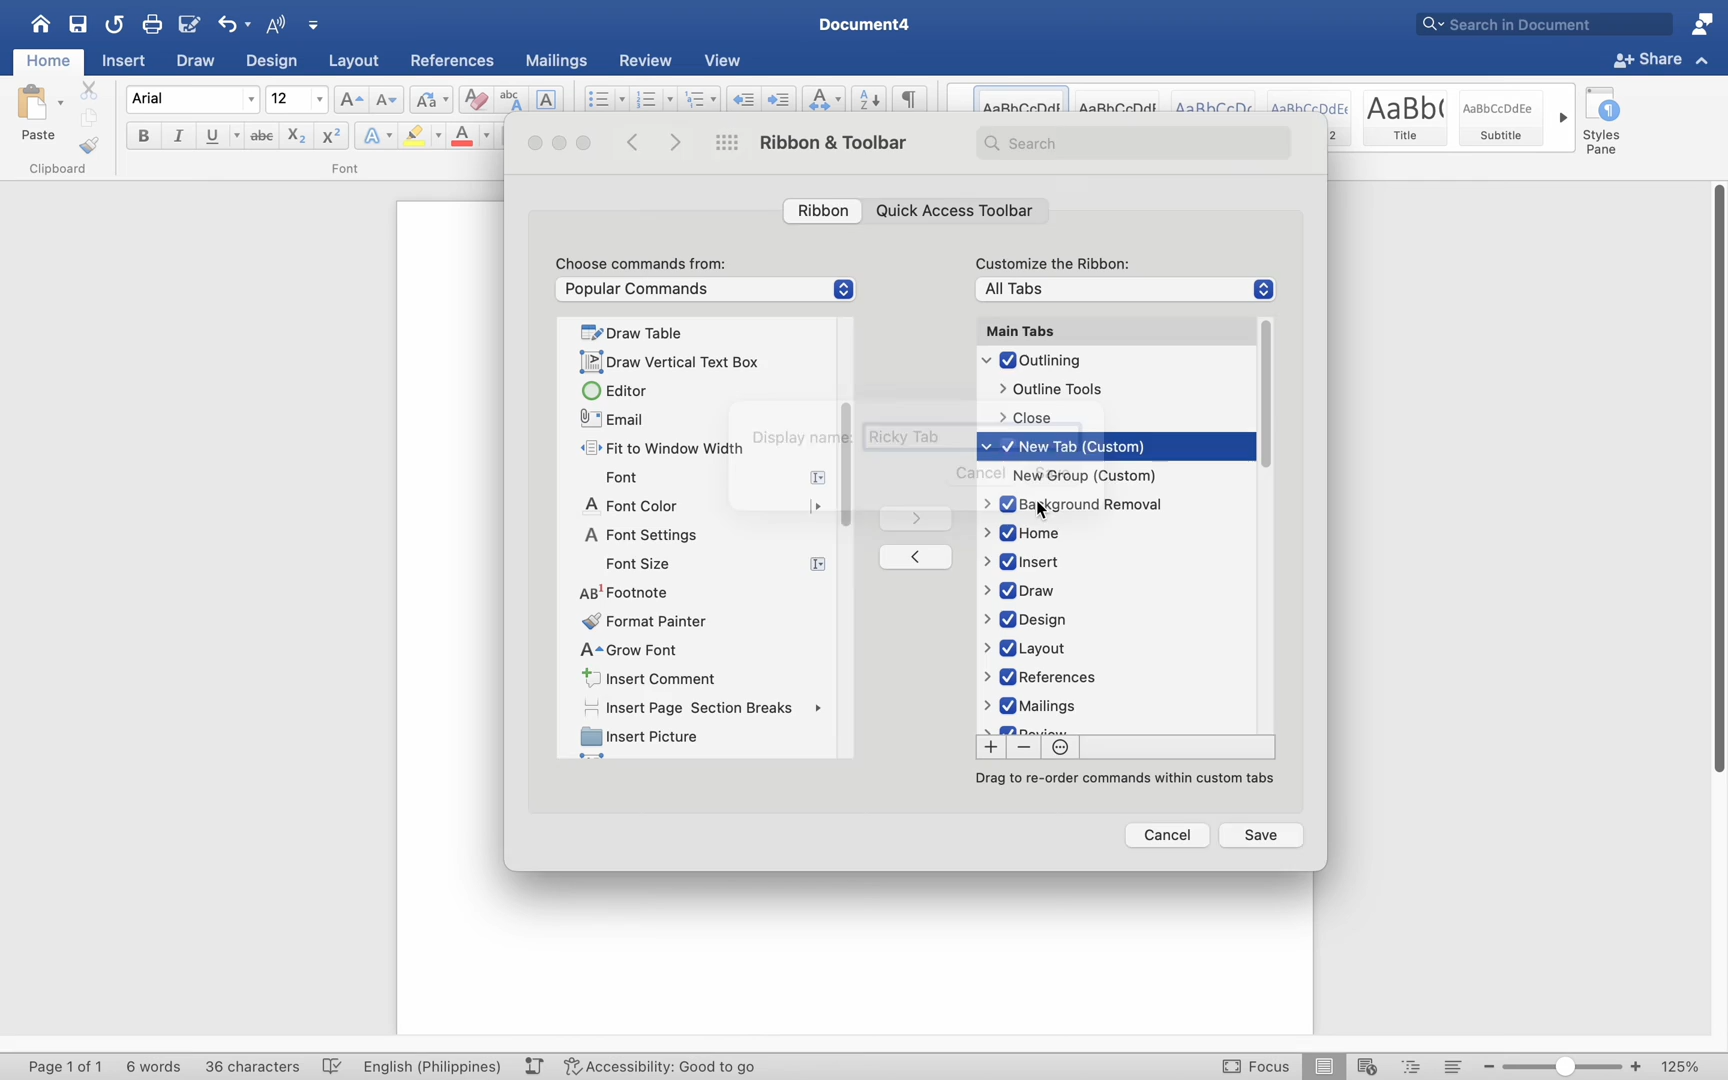 Document4
Search in Document
Home Insert Draw Design Layout References Mailings Review View
Share
Paste
Clipboard
Arial 12
Font
AaBbCcDdE AaBbCcDdE AaBbCcDc AaBbCcDdEe AaBb( AaBbCcDdEe
2 Title Subtitle
Styles Pane
Ribbon & Toolbar
Search
Ribbon Quick Access Toolbar
Choose commands from:
Popular Commands
Draw Table
Draw Vertical Text Box
Editor
Email
Fit to Window Width
Font
Font Color
Font Settings
Font Size
Footnote
Format Painter
Grow Font
Insert Comment
Insert Page Section Breaks
Insert Picture
Display name: Ricky Tab
Cancel Save
Customize the Ribbon:
All Tabs
Main Tabs
Outlining
Outline Tools
Close
New Tab (Custom)
New Group (Custom)
Background Removal
Home
Insert
Draw
Design
Layout
References
Mailings
Review
Drag to re-order commands within custom tabs
Cancel Save
Page 1 of 1 6 words 36 characters English (Philippines) Accessibility: Good to go Focus 125%